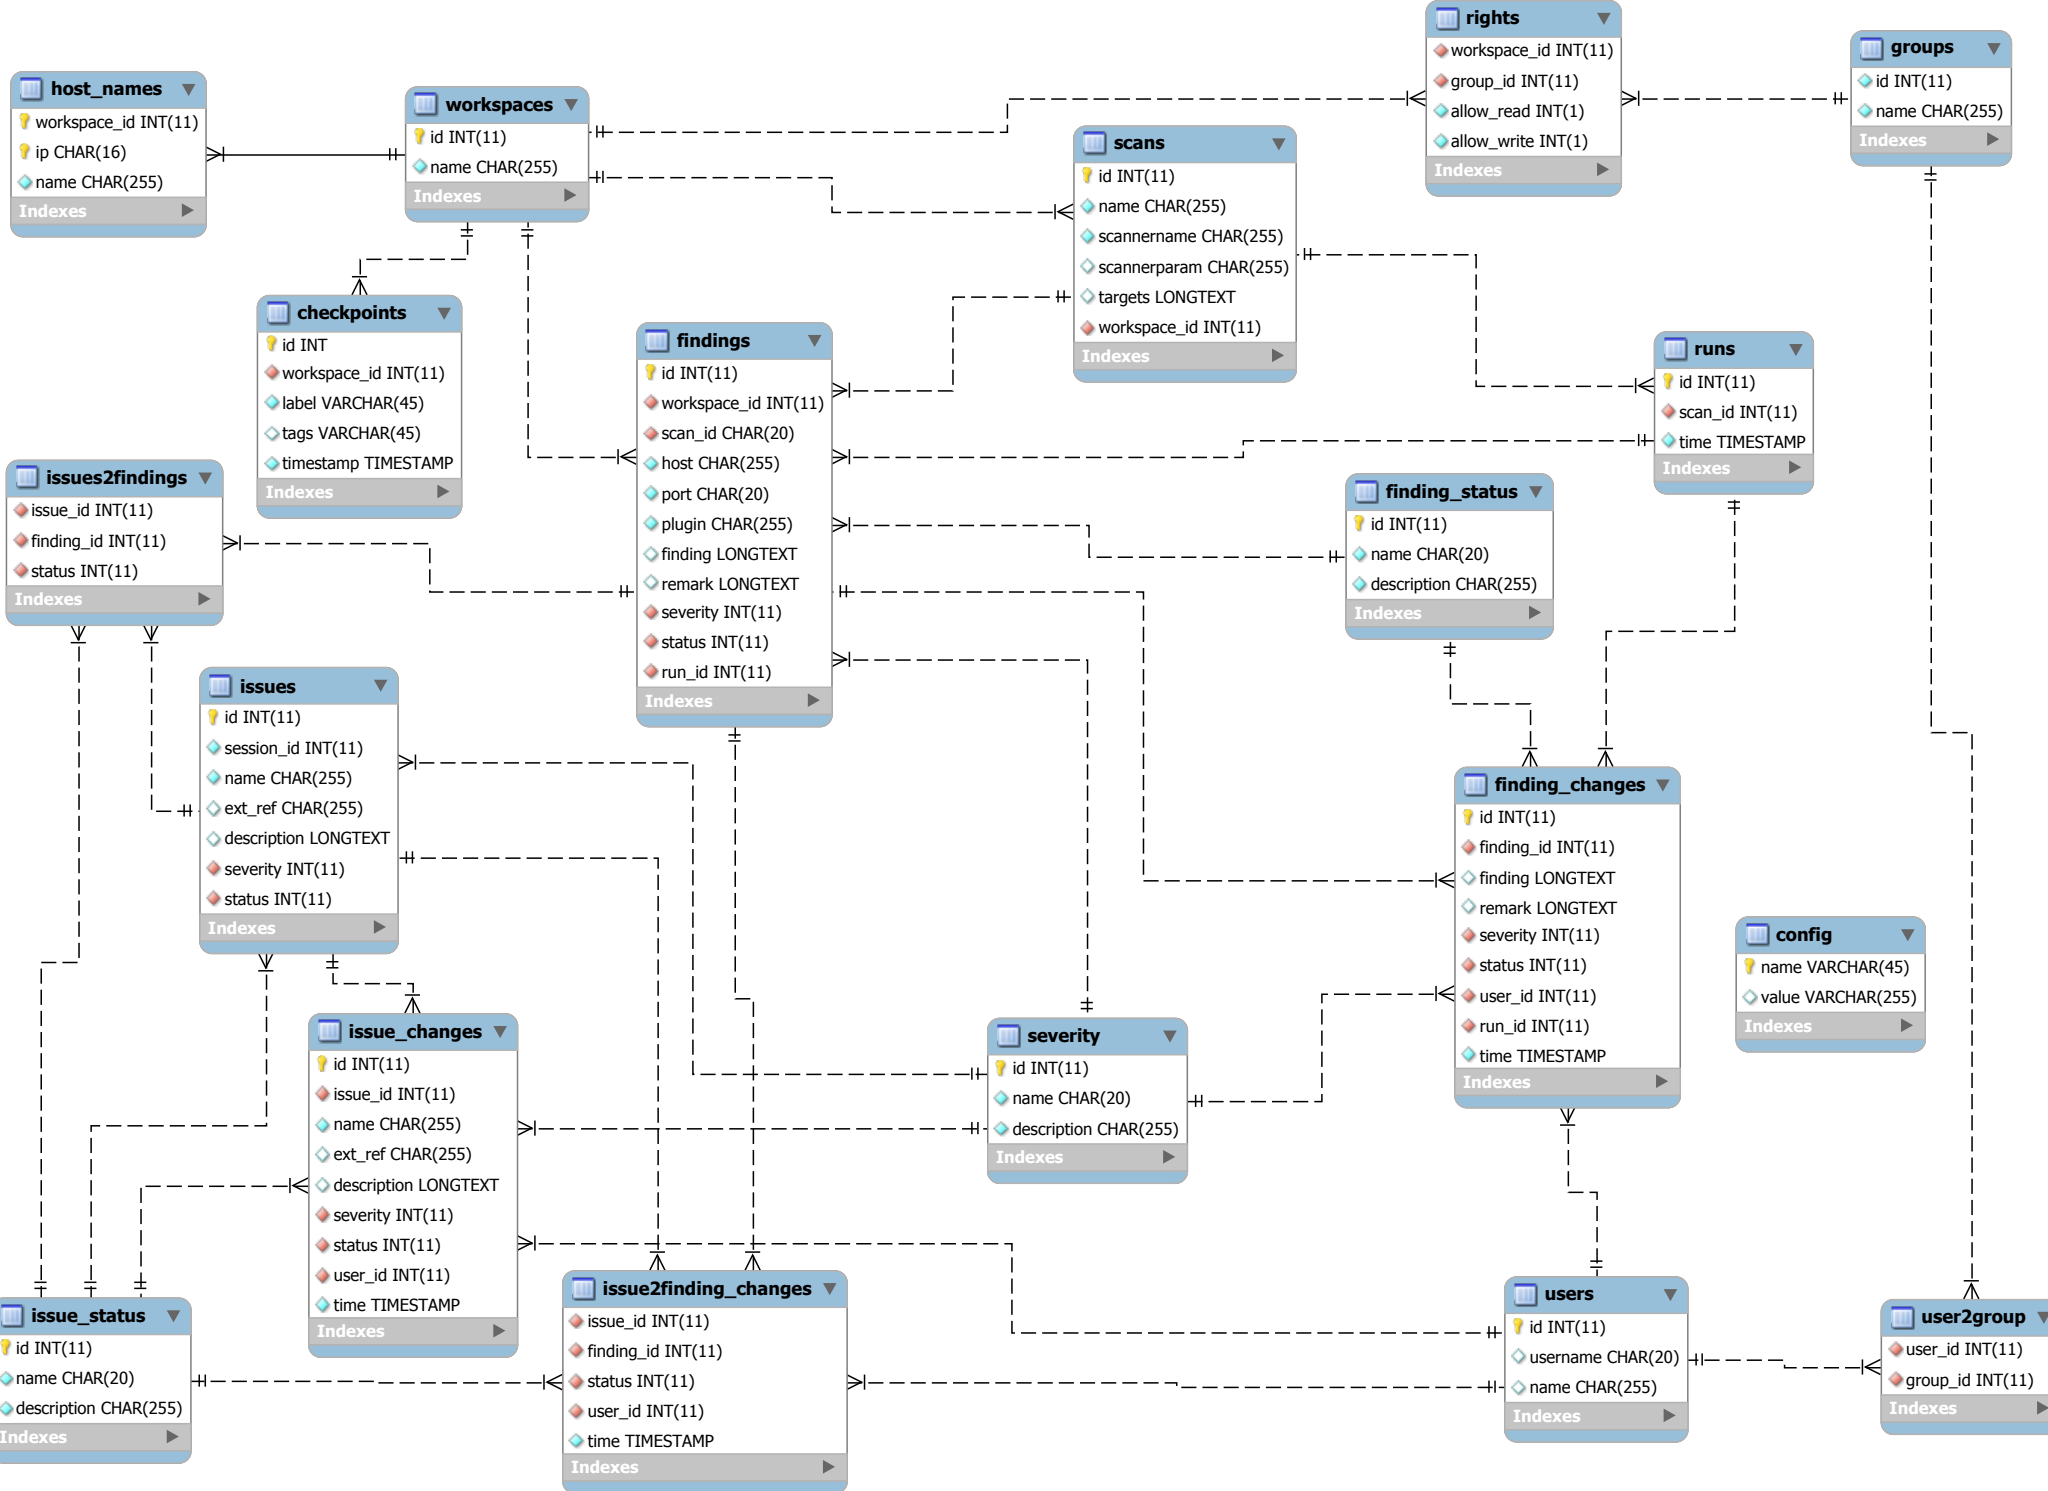 rights
workspace_id INT(11)
group_id INT(11)
allow_read INT(1)
allow_write INT(1)
Indexes
groups
id INT(11)
name CHAR(255)
Indexes
host_names
workspace_id INT(11)
ip CHAR(16)
name CHAR(255)
Indexes
workspaces
id INT(11)
name CHAR(255)
Indexes
scans
id INT(11)
name CHAR(255)
scannername CHAR(255)
scannerparam CHAR(255)
targets LONGTEXT
workspace_id INT(11)
Indexes
checkpoints
id INT
workspace_id INT(11)
label VARCHAR(45)
tags VARCHAR(45)
timestamp TIMESTAMP
Indexes
findings
id INT(11)
workspace_id INT(11)
scan_id CHAR(20)
host CHAR(255)
port CHAR(20)
plugin CHAR(255)
finding LONGTEXT
remark LONGTEXT
severity INT(11)
status INT(11)
run_id INT(11)
Indexes
runs
id INT(11)
scan_id INT(11)
time TIMESTAMP
Indexes
issues2findings
issue_id INT(11)
finding_id INT(11)
status INT(11)
Indexes
finding_status
id INT(11)
name CHAR(20)
description CHAR(255)
Indexes
issues
id INT(11)
session_id INT(11)
name CHAR(255)
ext_ref CHAR(255)
description LONGTEXT
severity INT(11)
status INT(11)
Indexes
finding_changes
id INT(11)
finding_id INT(11)
finding LONGTEXT
remark LONGTEXT
severity INT(11)
status INT(11)
user_id INT(11)
run_id INT(11)
time TIMESTAMP
Indexes
config
name VARCHAR(45)
value VARCHAR(255)
Indexes
issue_changes
id INT(11)
issue_id INT(11)
name CHAR(255)
ext_ref CHAR(255)
description LONGTEXT
severity INT(11)
status INT(11)
user_id INT(11)
time TIMESTAMP
Indexes
severity
id INT(11)
name CHAR(20)
description CHAR(255)
Indexes
issue_status
id INT(11)
name CHAR(20)
description CHAR(255)
Indexes
issue2finding_changes
issue_id INT(11)
finding_id INT(11)
status INT(11)
user_id INT(11)
time TIMESTAMP
Indexes
users
id INT(11)
username CHAR(20)
name CHAR(255)
Indexes
user2group
user_id INT(11)
group_id INT(11)
Indexes